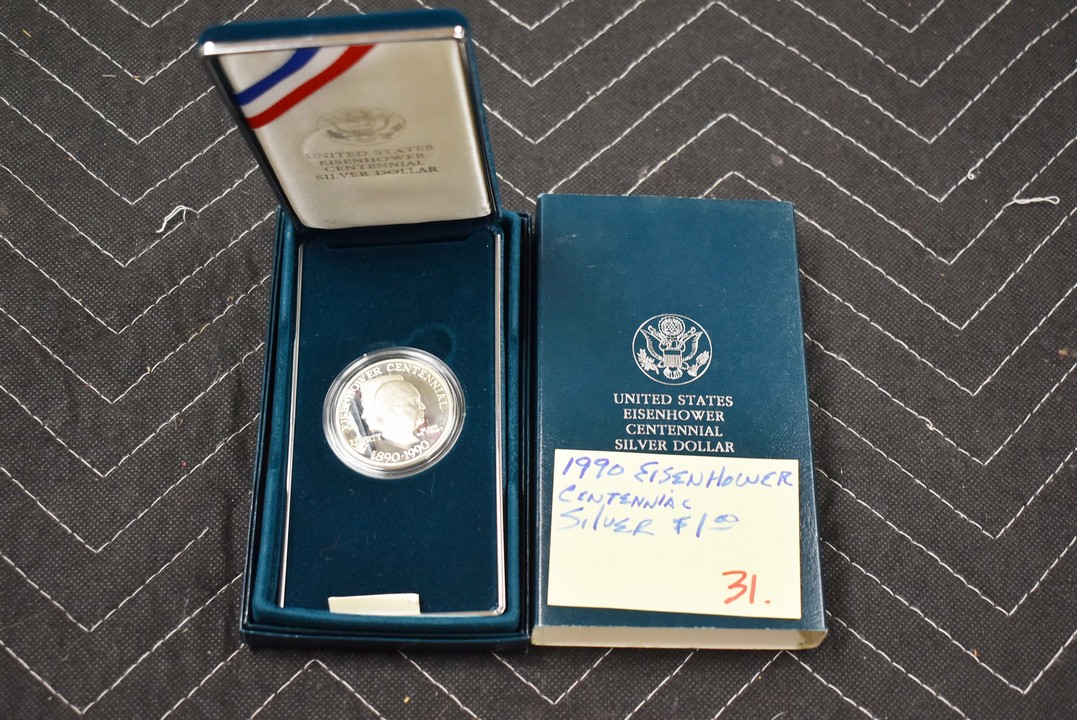 UNITED STATES
EISENHOWER
CENTENNIAL
SILVER DOLLAR
EISENHOWER CENTENNIAL
LIBERTY
1890·1990
UNITED STATES
EISENHOWER
CENTENNIAL
SILVER DOLLAR
1990 EISENHOWER
CENTENNIAL
SILVER $1.00
31.